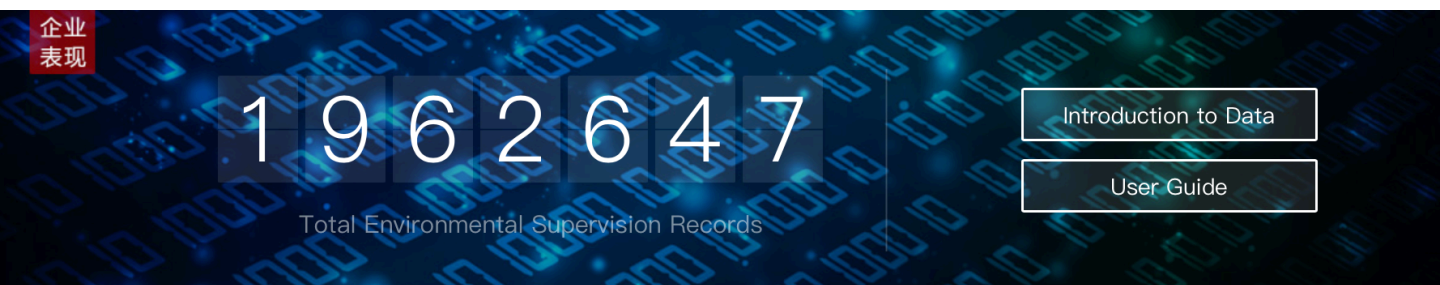 企业
表现
1962647
Total Environmental Supervision Records
Introduction to Data
User Guide